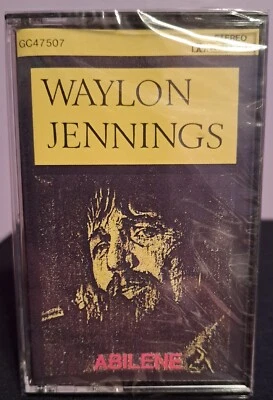 GC47507
STEREO
WAYLON
JENNINGS
ABILENE